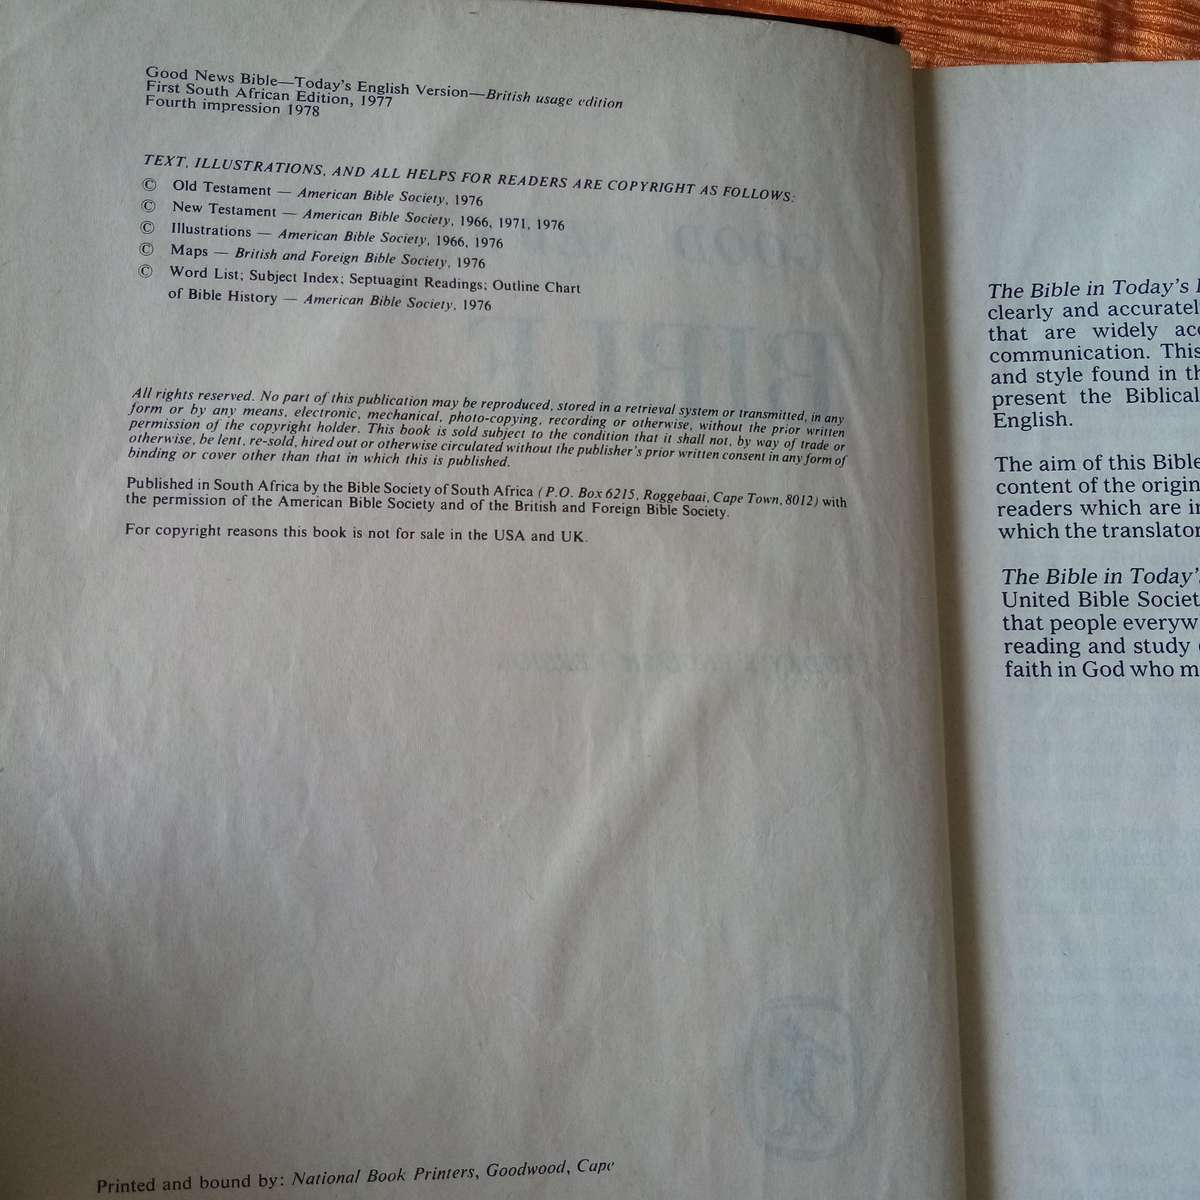 Good News Bible—Today's English Version—British usage edition
First South African Edition, 1977
Fourth impression 1978
TEXT, ILLUSTRATIONS, AND ALL HELPS FOR READERS ARE COPYRIGHT AS FOLLOWS:
© Old Testament — American Bible Society, 1976
© New Testament — American Bible Society, 1966, 1971, 1976
© Illustrations — American Bible Society, 1966, 1976
© Maps — British and Foreign Bible Society, 1976
© Word List; Subject Index; Septuagint Readings; Outline Chart
of Bible History — American Bible Society, 1976
All rights reserved. No part of this publication may be reproduced, stored in a retrieval system or transmitted, in any
form or by any means, electronic, mechanical, photo-copying, recording or otherwise, without the prior written
permission of the copyright holder. This book is sold subject to the condition that it shall not, by way of trade or
otherwise, be lent, re-sold, hired out or otherwise circulated without the publisher's prior written consent in any form of
binding or cover other than that in which this is published.
Published in South Africa by the Bible Society of South Africa (P.O. Box 6215, Roggebaai, Cape Town, 8012) with
the permission of the American Bible Society and of the British and Foreign Bible Society.
For copyright reasons this book is not for sale in the USA and UK.
Printed and bound by: National Book Printers, Goodwood, Cape
The Bible in Today's
clearly and
that are widely
communication. This
and style found in
present the Biblical
English.
The aim of this Bible
content of the
readers which are
which the
The Bible in Today's
United Bible
that people
reading and study
faith in God who